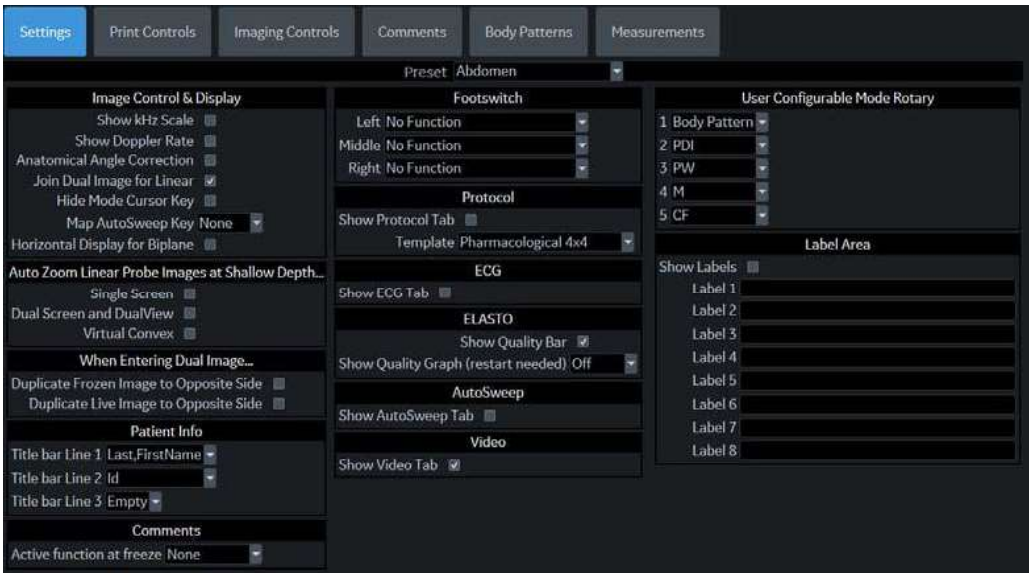 Settings
Print Controls
Imaging Controls
Comments
Body Patterns
Measurements
Preset Abdomen
Image Control & Display
Show kHz Scale
Show Doppler Rate
Anatomical Angle Correction
Join Dual Image for Linear
Hide Mode Cursor Key
Map AutoSweep Key None
Horizontal Display for Biplane
Auto Zoom Linear Probe Images at Shallow Depth...
Single Screen
Dual Screen and DualView
Virtual Convex
When Entering Dual Image...
Duplicate Frozen Image to Opposite Side
Duplicate Live Image to Opposite Side
Patient Info
Title bar Line 1 Last,FirstName
Title bar Line 2 Id
Title bar Line 3 Empty
Comments
Active function at freeze None
Footswitch
Left No Function
Middle No Function
Right No Function
Protocol
Show Protocol Tab
Template Pharmacological 4x4
ECG
Show ECG Tab
ELASTO
Show Quality Bar
Show Quality Graph (restart needed) Off
AutoSweep
Show AutoSweep Tab
Video
Show Video Tab
User Configurable Mode Rotary
1 Body Pattern
2 PDI
3 PW
4 M
5 CF
Label Area
Show Labels
Label 1
Label 2
Label 3
Label 4
Label 5
Label 6
Label 7
Label 8